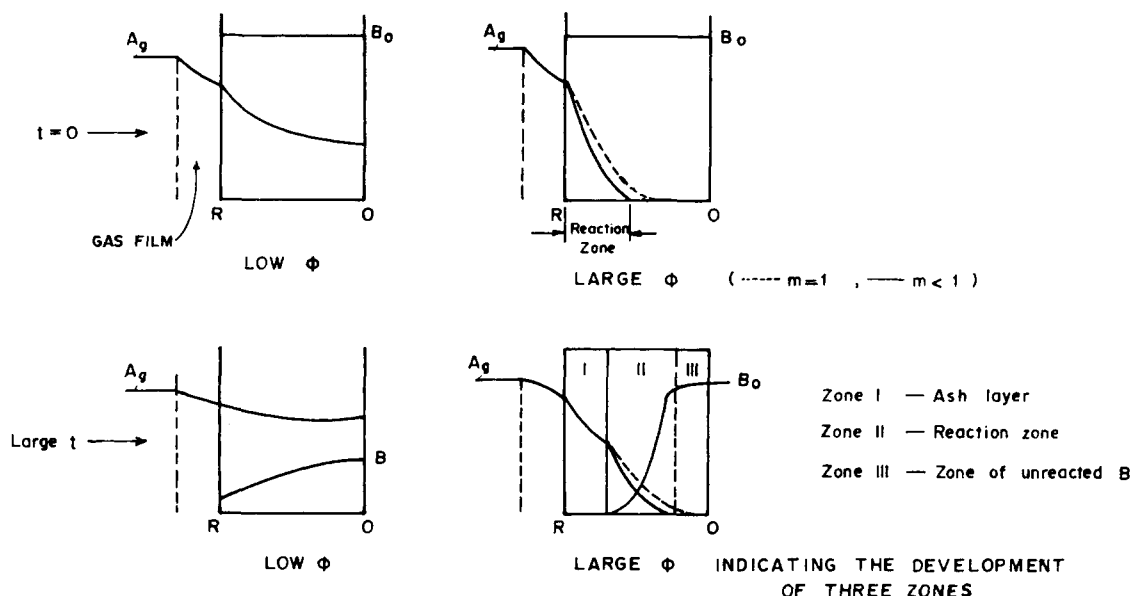 Ag
Bo
t = 0
GAS FILM
R
O
LOW Φ
Ag
Bo
R
O
Reaction
Zone
LARGE Φ ( ------ m=1 , —— m < 1 )
Ag
Large t
B
R
O
LOW Φ
Ag
I
II
III
Bo
R
O
LARGE Φ
Zone I — Ash layer
Zone II — Reaction zone
Zone III — Zone of unreacted B
INDICATING THE DEVELOPMENT
OF THREE ZONES